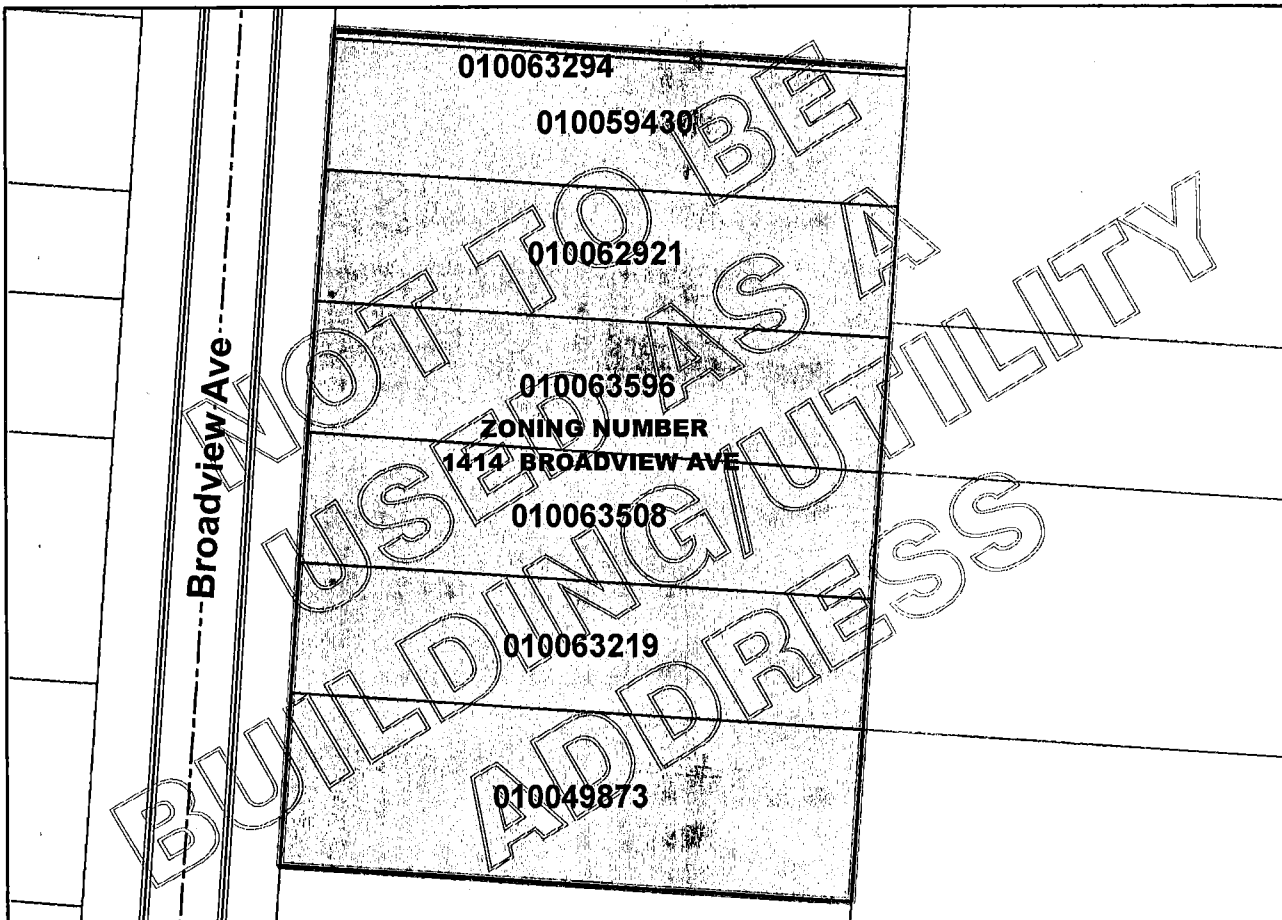 010063294
010059430
010062921
010063596
ZONING NUMBER
1414 BROADVIEW AVE
010063508
010063219
010049873
Broadview Ave
NOT TO BE
USED AS A
BUILDING/UTILITY
ADDRESS